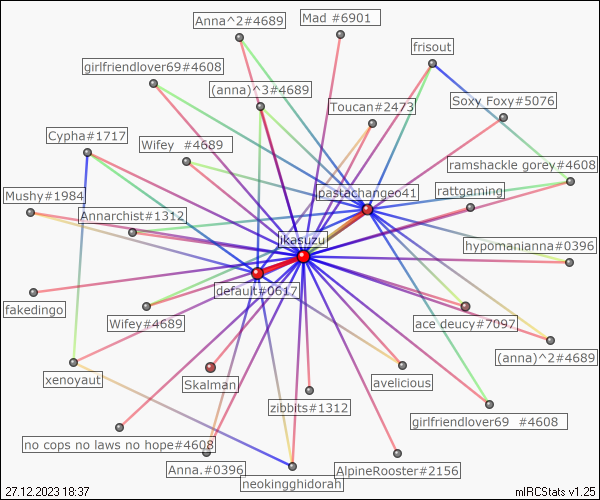 Anna^2#4689
Mad #6901
frisout
girlfriendlover69#4608
(anna)^3#4689
Toucan#2473
Soxy Foxy#5076
Cypha#1717
Wifey #4689
ramshackle gorey#4608
Mushy#1984
pastachange041
rattgaming
Annarchist#1312
ikasuzu
hypomanianna#0396
default#0617
fakedingo
Wifey#4689
ace deucy#7097
(anna)^2#4689
xenoyaut
Skalman
avelicious
zibbits#1312
girlfriendlover69 #4608
no cops no laws no hope#4608
Anna.#0396
AlpineRooster#2156
neokingghidorah
27.12.2023 18:37
mIRCStats v1.25